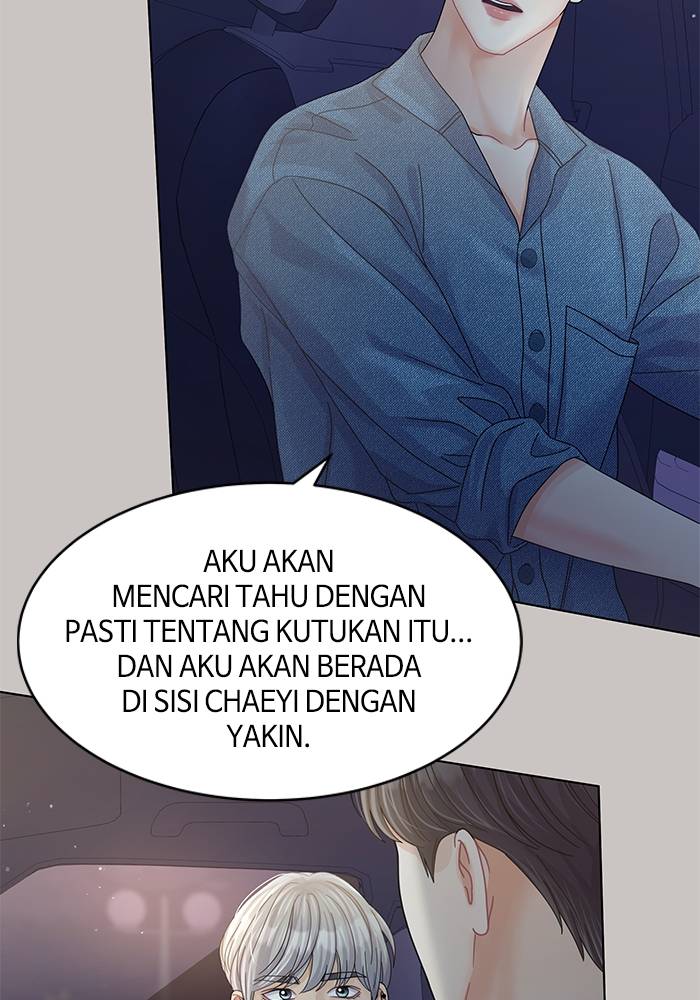 AKU AKAN
MENCARI TAHU DENGAN
PASTI TENTANG KUTUKAN ITU...
DAN AKU AKAN BERADA
DI SISI CHAEYI DENGAN
YAKIN.